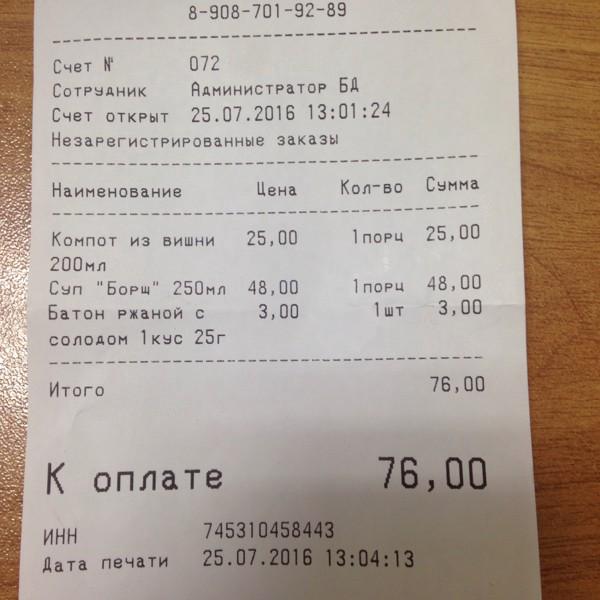 8-908-701-92-89
Счет № 072
Сотрудник Администратор БД
Счет открыт 25.07.2016 13:01:24
Незарегистрированные заказы
Наименование Цена Кол-во Сумма
Компот из вишни 25,00 1порц 25,00
200мл
Суп "Борщ" 250мл 48,00 1порц 48,00
Батон ржаной с 3,00 1шт 3,00
солодом 1кус 25г
Итого 76,00
К оплате 76,00
ИНН 745310458443
Дата печати 25.07.2016 13:04:13